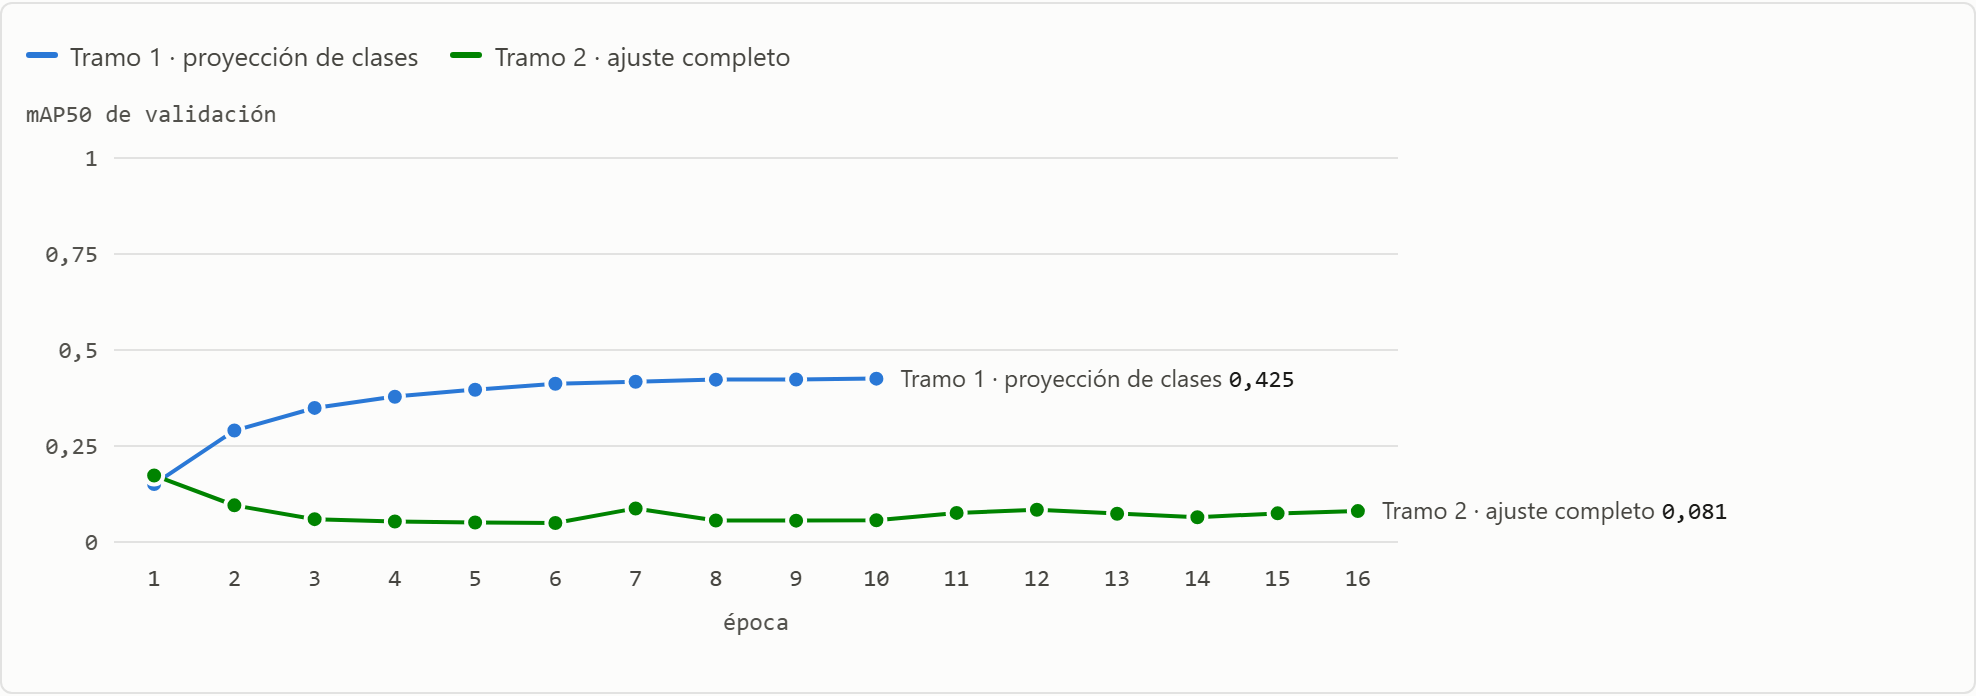 Tramo 1 · proyección de clases Tramo 2 · ajuste completo
mAP50 de validación
1
0,75
0,5
Tramo 1 · proyección de clases 0,425
0,25
Tramo 2 · ajuste completo 0,081
0
1 2 3 4 5 6 7 8 9 10 11 12 13 14 15 16
época